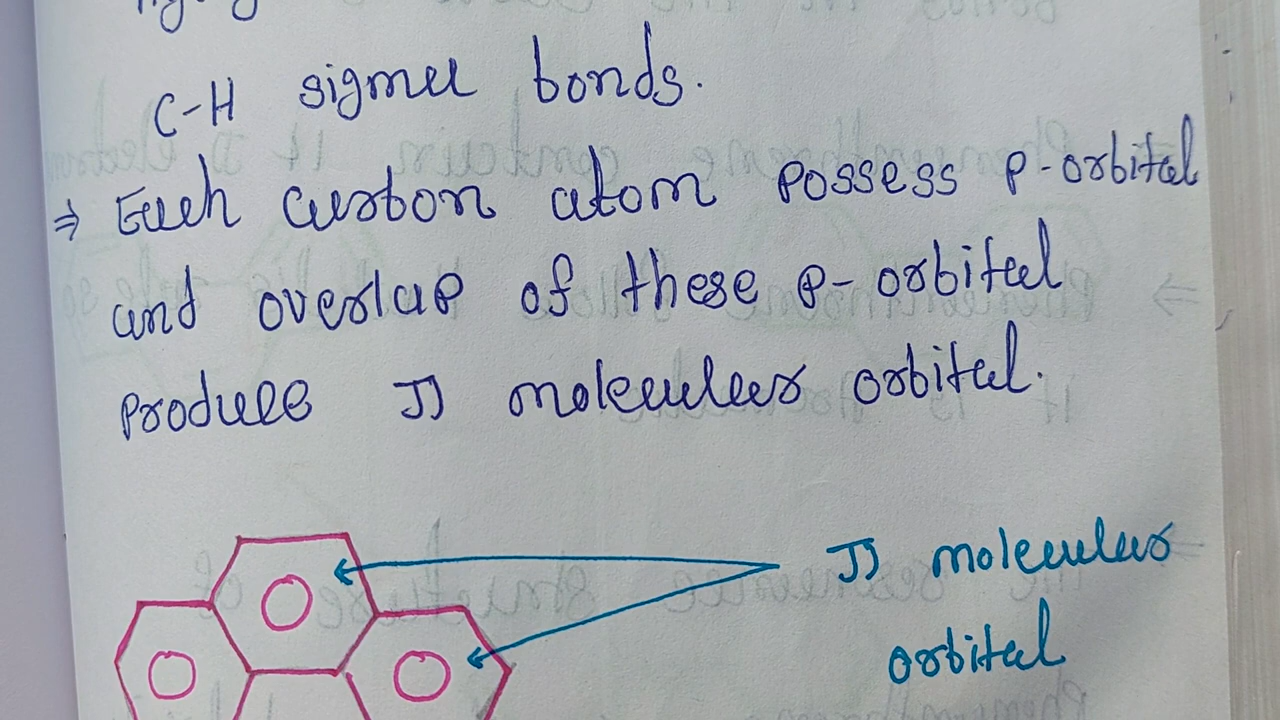 C-H sigma bonds.
⇒ Each carbon atom possess p-orbital
and overlap of these p-orbital
produce π molecular orbital.
π molecular
orbital